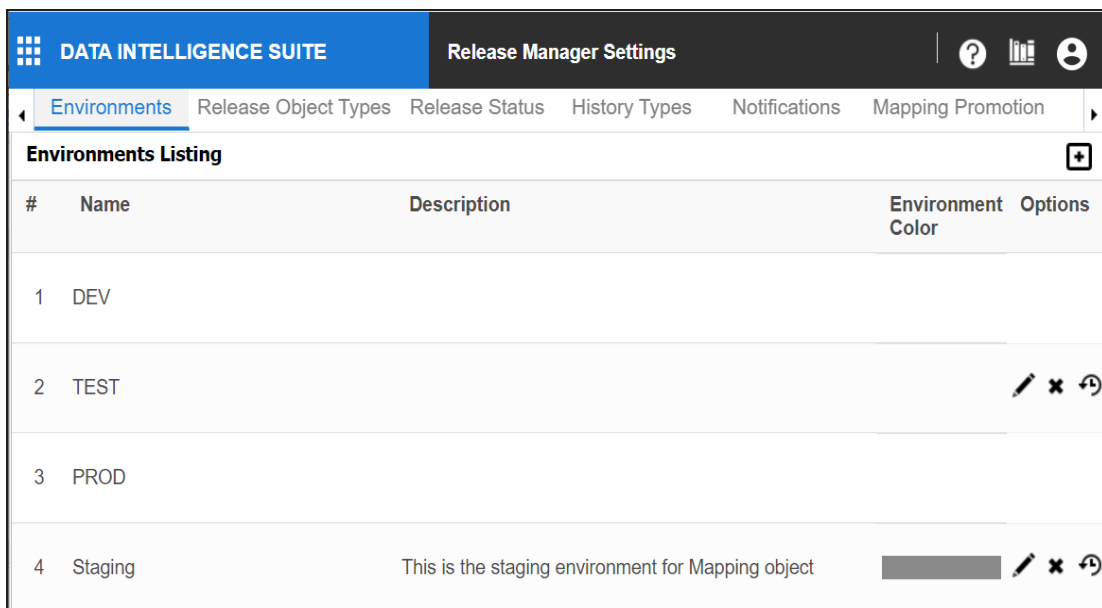 DATA INTELLIGENCE SUITE Release Manager Settings
Environments Release Object Types Release Status History Types Notifications Mapping Promotion
Environments Listing
# Name Description Environment Color Options
1 DEV
2 TEST
3 PROD
4 Staging This is the staging environment for Mapping object